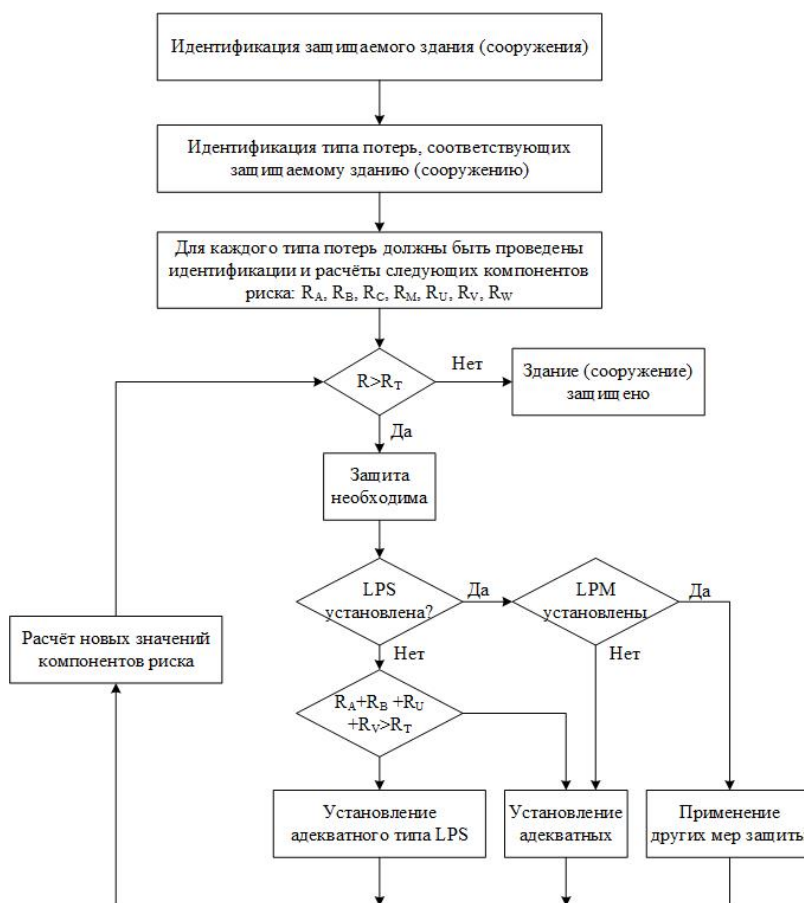 Идентификация защищаемого здания (сооружения)
Идентификация типа потерь, соответствующих
защищаемому зданию (сооружению)
Для каждого типа потерь должны быть проведены
идентификации и расчёты следующих компонентов
риска: R_A, R_B, R_C, R_M, R_U, R_V, R_W
R>R_T
Нет
Здание (сооружение)
защищено
Да
Защита
необходима
LPS
установлена?
Да
LPM
установлены
Да
Расчёт новых значений
компонентов риска
Нет
Нет
R_A+R_B +R_U
+R_V>R_T
Установление
адекватного типа LPS
Установление
адекватных
Применение
других мер защиты